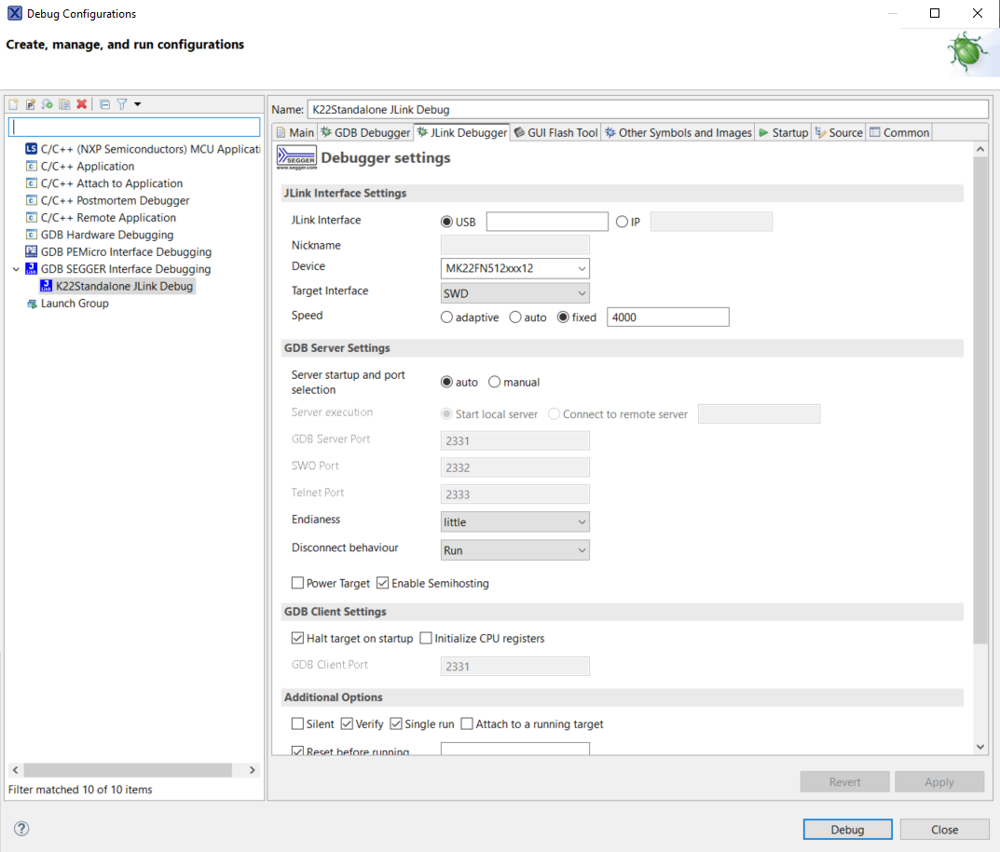 Debug Configurations
Create, manage, and run configurations
C/C++ (NXP Semiconductors) MCU Applicati
C/C++ Application
C/C++ Attach to Application
C/C++ Postmortem Debugger
C/C++ Remote Application
GDB Hardware Debugging
GDB PEMicro Interface Debugging
GDB SEGGER Interface Debugging
K22Standalone JLink Debug
Launch Group
Filter matched 10 of 10 items
Name: K22Standalone JLink Debug
Main GDB Debugger JLink Debugger GUI Flash Tool Other Symbols and Images Startup Source Common
SEGGER
www.segger.com
Debugger settings
JLink Interface Settings
JLink Interface USB IP
Nickname
Device MK22FN512xxx12
Target Interface SWD
Speed adaptive auto fixed 4000
GDB Server Settings
Server startup and port
selection auto manual
Server execution Start local server Connect to remote server
GDB Server Port 2331
SWO Port 2332
Telnet Port 2333
Endianess little
Disconnect behaviour Run
Power Target Enable Semihosting
GDB Client Settings
Halt target on startup Initialize CPU registers
GDB Client Port 2331
Additional Options
Silent Verify Single run Attach to a running target
Reset before running
Revert Apply
Debug Close